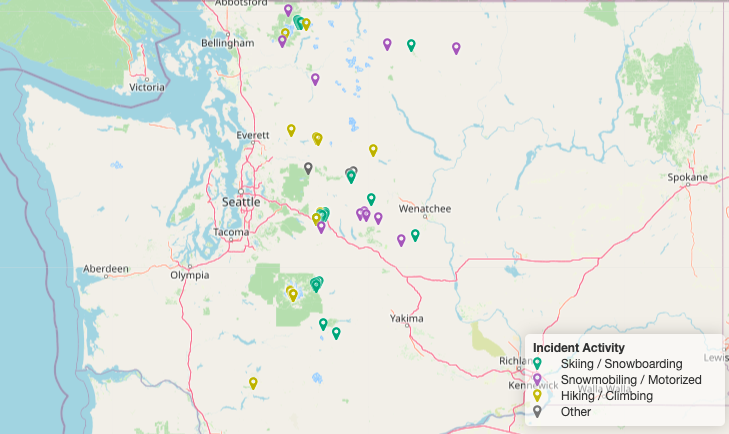 Abbotsford
Bellingham
Victoria
Everett
Spokane
Seattle
Wenatchee
Tacoma
Aberdeen
Olympia
Yakima
Incident Activity
Richlan
Lewis
Skiing / Snowboarding
Snowmobiling / Motorized
Kennewick
Walla Walla
Hiking / Climbing
Other